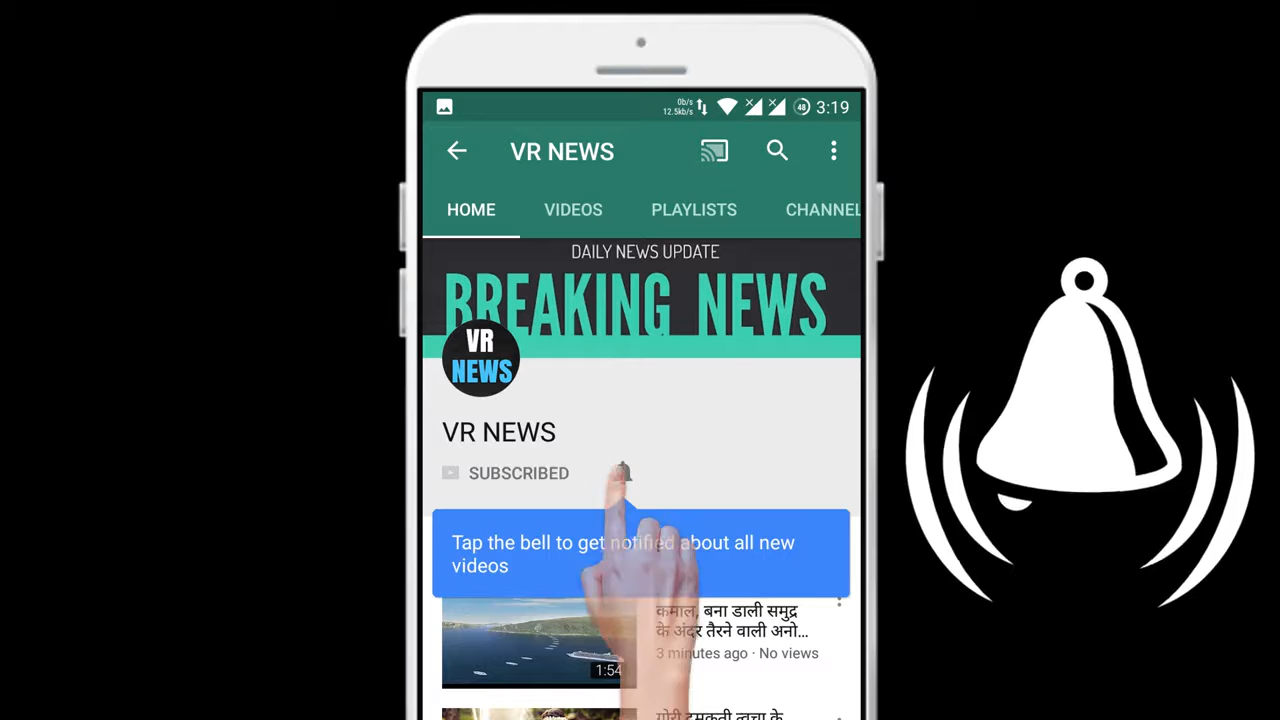 0b/s
12.5kb/s
48
3:19
VR NEWS
HOME VIDEOS PLAYLISTS CHANNEL
DAILY NEWS UPDATE
BREAKING NEWS
VR
NEWS
VR NEWS
SUBSCRIBED
Tap the bell to get notified about all new
videos
कमाल, बना डाली समुद्र
के अंदर तैरने वाली अनो...
3 minutes ago · No views
1:54
गोरी दमकती त्वचा के